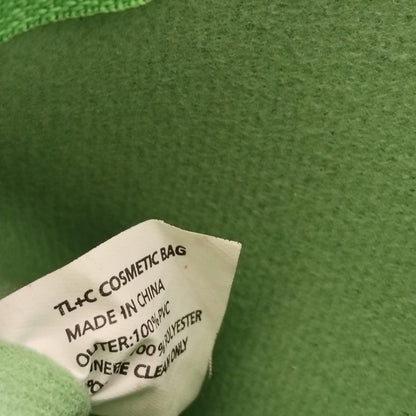 TL+C COSMETIC BAG
MADE IN CHINA
OUTER:100% PVC
100% POLYESTER
CLEAN ONLY